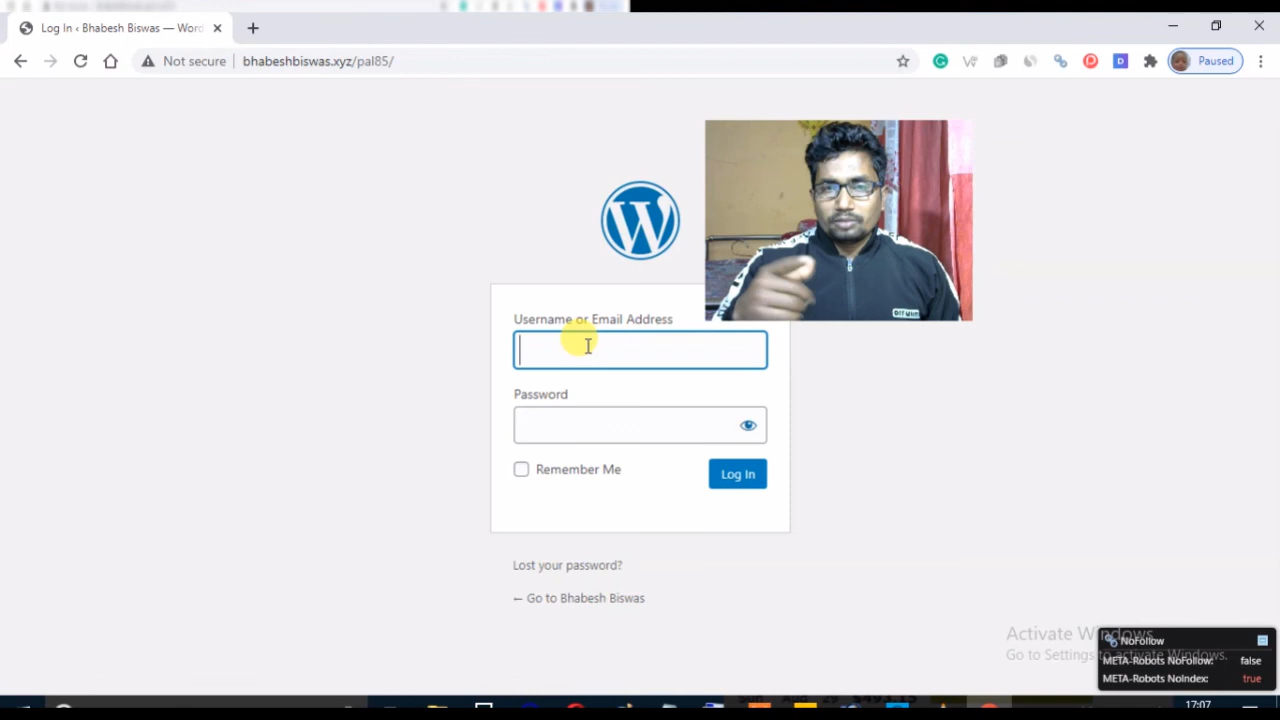 Log In ‹ Bhabesh Biswas — Word
Not secure
bhabeshbiswas.xyz/pal85/
Paused
Username or Email Address
Password
Remember Me
Log In
Lost your password?
← Go to Bhabesh Biswas
Activate Windows
Go to Settings to activate Windows.
NoFollow
META-Robots NoFollow: false
META-Robots NoIndex: true
17:07